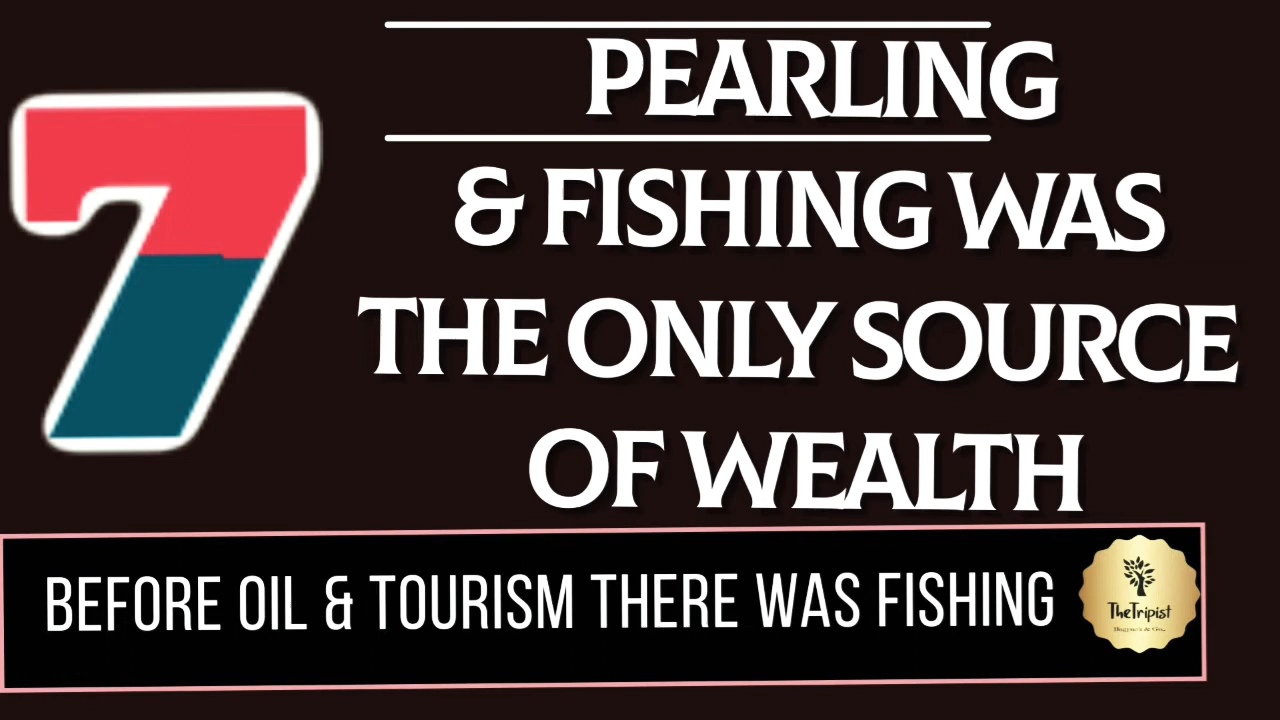 7
PEARLING
& FISHING WAS
THE ONLY SOURCE
OF WEALTH
BEFORE OIL & TOURISM THERE WAS FISHING
TheTripist